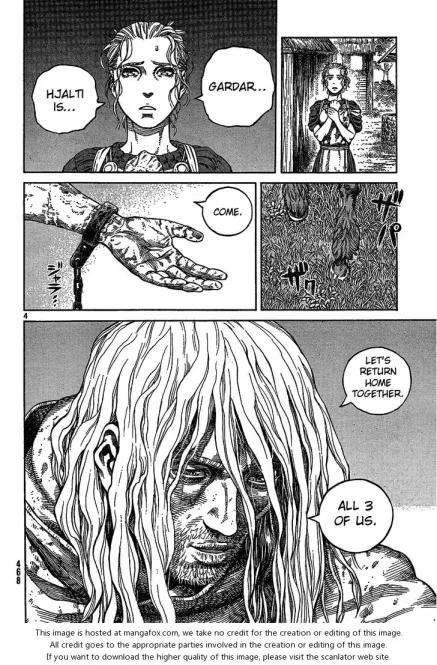 GARDAR...
HJALTI
IS...
ザッ
COME.
4
LET'S
RETURN
HOME
TOGETHER.
ALL 3
OF US.
468
This image is hosted at mangafox.com, we take no credit for the creation or editing of this image.
All credit goes to the appropriate parties involved in the creation or editing of this image.
If you want to download the higher quality of this image, please visit the scanlator web site.